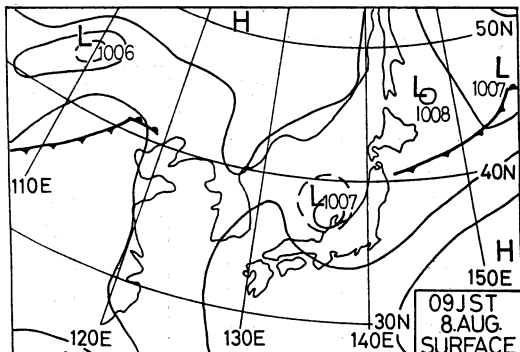 H
50N
L
1006
L
1007
L
1008
110E
40N
L
1007
H
150E
120E
130E
140E
30N
09JST
8.AUG.
SURFACE